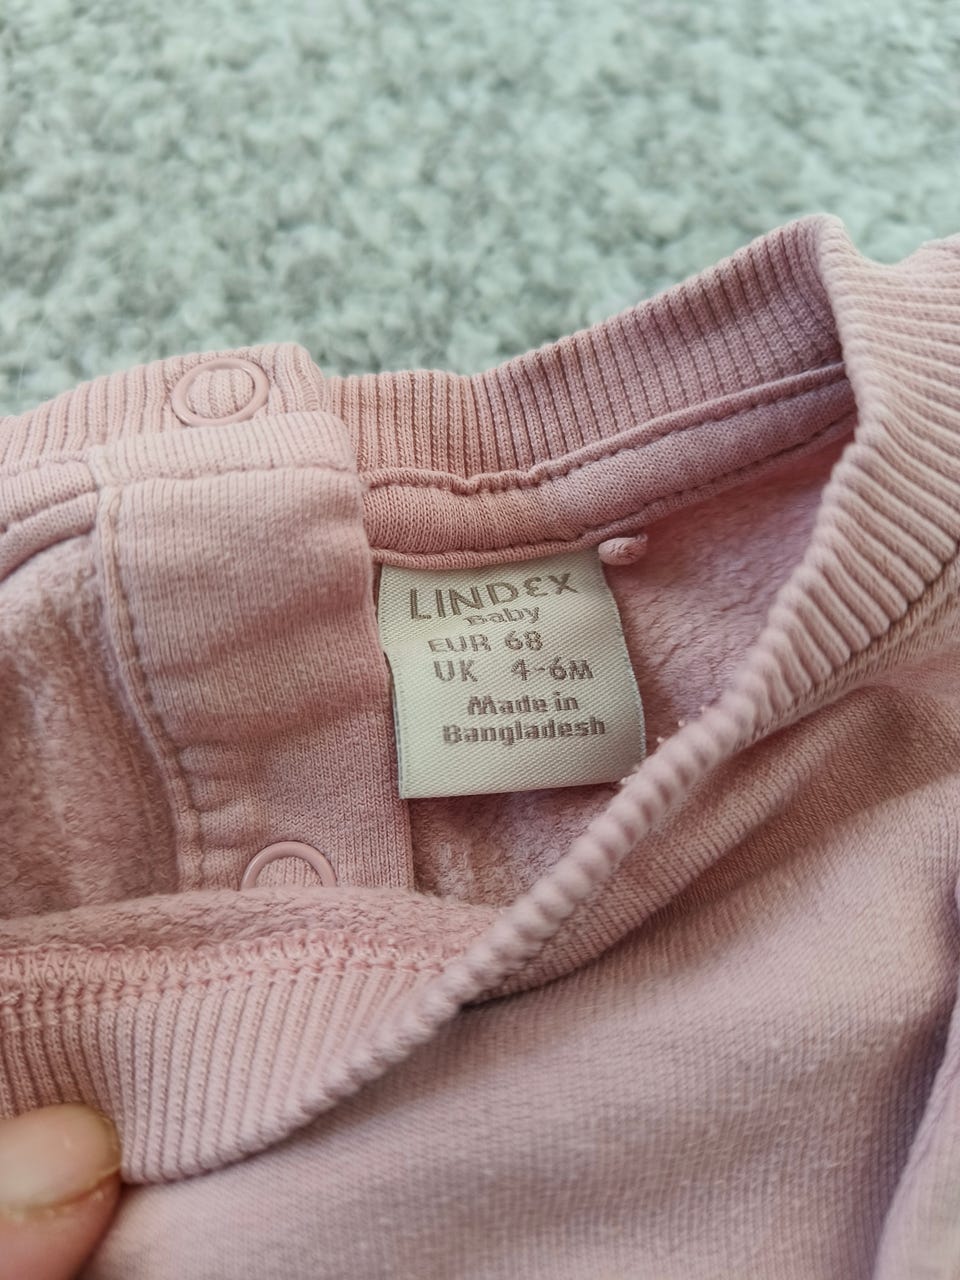 LINDEX
Baby
EUR 68
UK 4-6M
Made in
Bangladesh